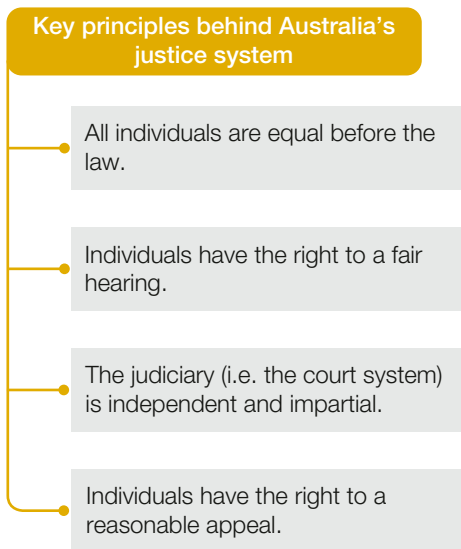 Key principles behind Australia's
justice system
All individuals are equal before the
law.
Individuals have the right to a fair
hearing.
The judiciary (i.e. the court system)
is independent and impartial.
Individuals have the right to a
reasonable appeal.